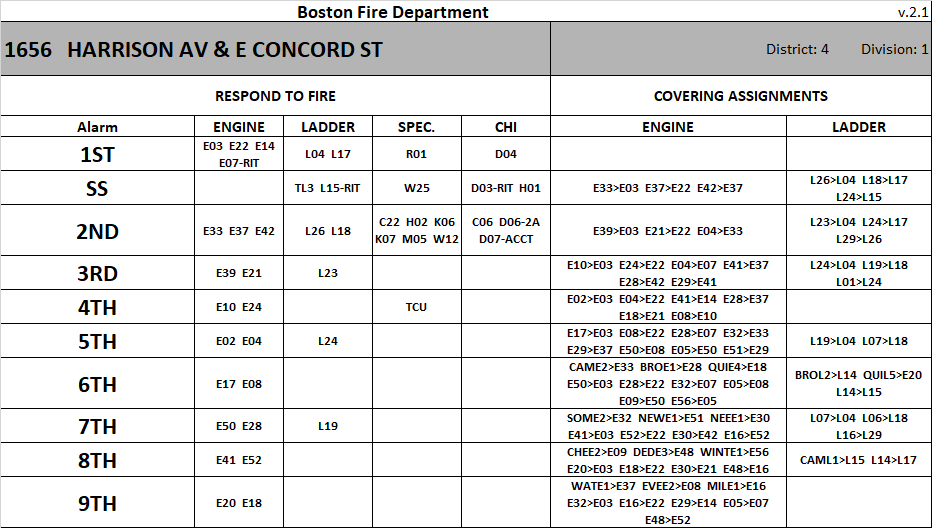 Boston Fire Department v.2.1
1656 HARRISON AV & E CONCORD ST District: 4 Division: 1
RESPOND TO FIRE COVERING ASSIGNMENTS
Alarm ENGINE LADDER SPEC. CHI ENGINE LADDER
1ST E03 E22 E14 L04 L17 R01 D04
E07-RIT
SS TL3 L15-RIT W25 D03-RIT H01 E33>E03 E37>E22 E42>E37 L26>L04 L18>L17
L24>L15
2ND E33 E37 E42 L26 L18 C22 H02 K06 C06 D06-2A E39>E03 E21>E22 E04>E33 L23>L04 L24>L17
K07 M05 W12 D07-ACCT L29>L26
3RD E39 E21 L23 E10>E03 E24>E22 E04>E07 E41>E37 L24>L04 L19>L18
E28>E42 E29>E41 L01>L24
4TH E10 E24 TCU E02>E03 E04>E22 E41>E14 E28>E37
E18>E21 E08>E10
5TH E02 E04 L24 E17>E03 E08>E22 E28>E07 E32>E33 L19>L04 L07>L18
E29>E37 E50>E08 E05>E50 E51>E29
6TH E17 E08 CAME2>E33 BROE1>E28 QUIE4>E18 BROL2>L14 QUIL5>E20
E50>E03 E28>E22 E32>E07 E05>E08 L14>L15
E09>E50 E56>E05
7TH E50 E28 L19 SOME2>E32 NEWE1>E51 NEEE1>E30 L07>L04 L06>L18
E41>E03 E52>E22 E30>E42 E16>E52 L16>L29
8TH E41 E52 CHEE2>E09 DEDE3>E48 WINTE1>E56 CAML1>L15 L14>L17
E20>E03 E18>E22 E30>E21 E48>E16
9TH E20 E18 WATE1>E37 EVEE2>E08 MILE1>E16
E32>E03 E16>E22 E29>E14 E05>E07
E48>E52